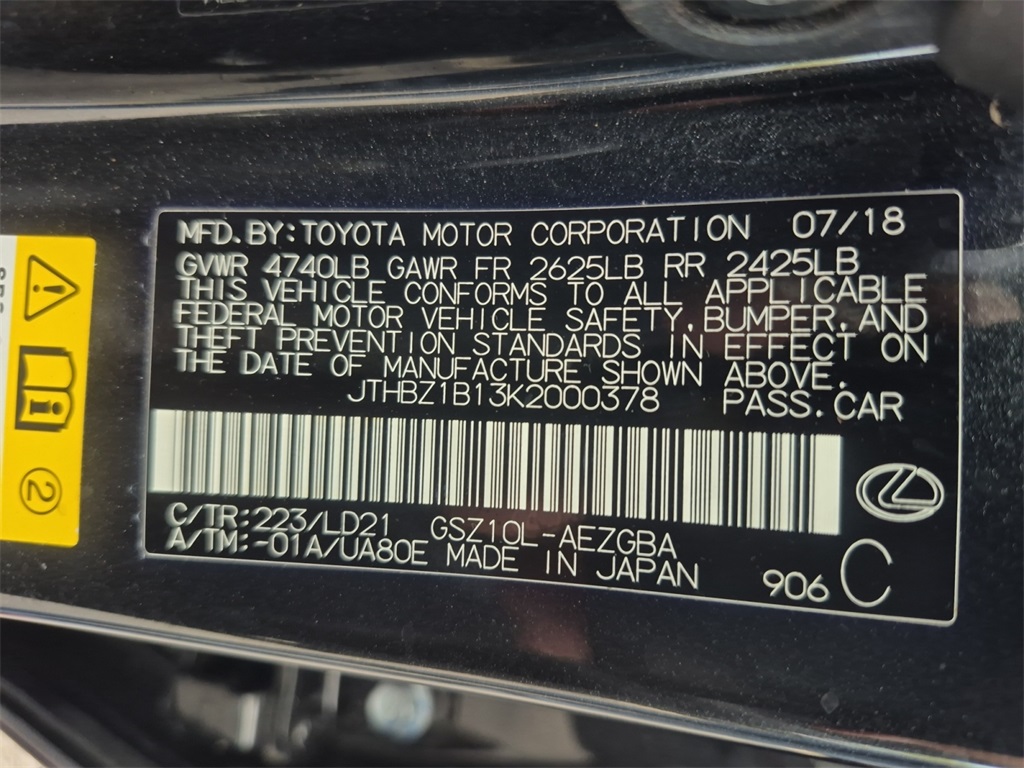 MFD.BY:TOYOTA MOTOR CORPORATION 07/18
GVWR 4740LB GAWR FR 2625LB RR 2425LB
THIS VEHICLE CONFORMS TO ALL APPLICABLE
FEDERAL MOTOR VEHICLE SAFETY,BUMPER,AND
THEFT PREVENTION STANDARDS IN EFFECT ON
THE DATE OF MANUFACTURE SHOWN ABOVE.
JTHBZ1B13K2000378 PASS.CAR
C/TR:223/LD21 GSZ10L-AEZGBA
A/TM:-01A/UA80E MADE IN JAPAN
906 C
2